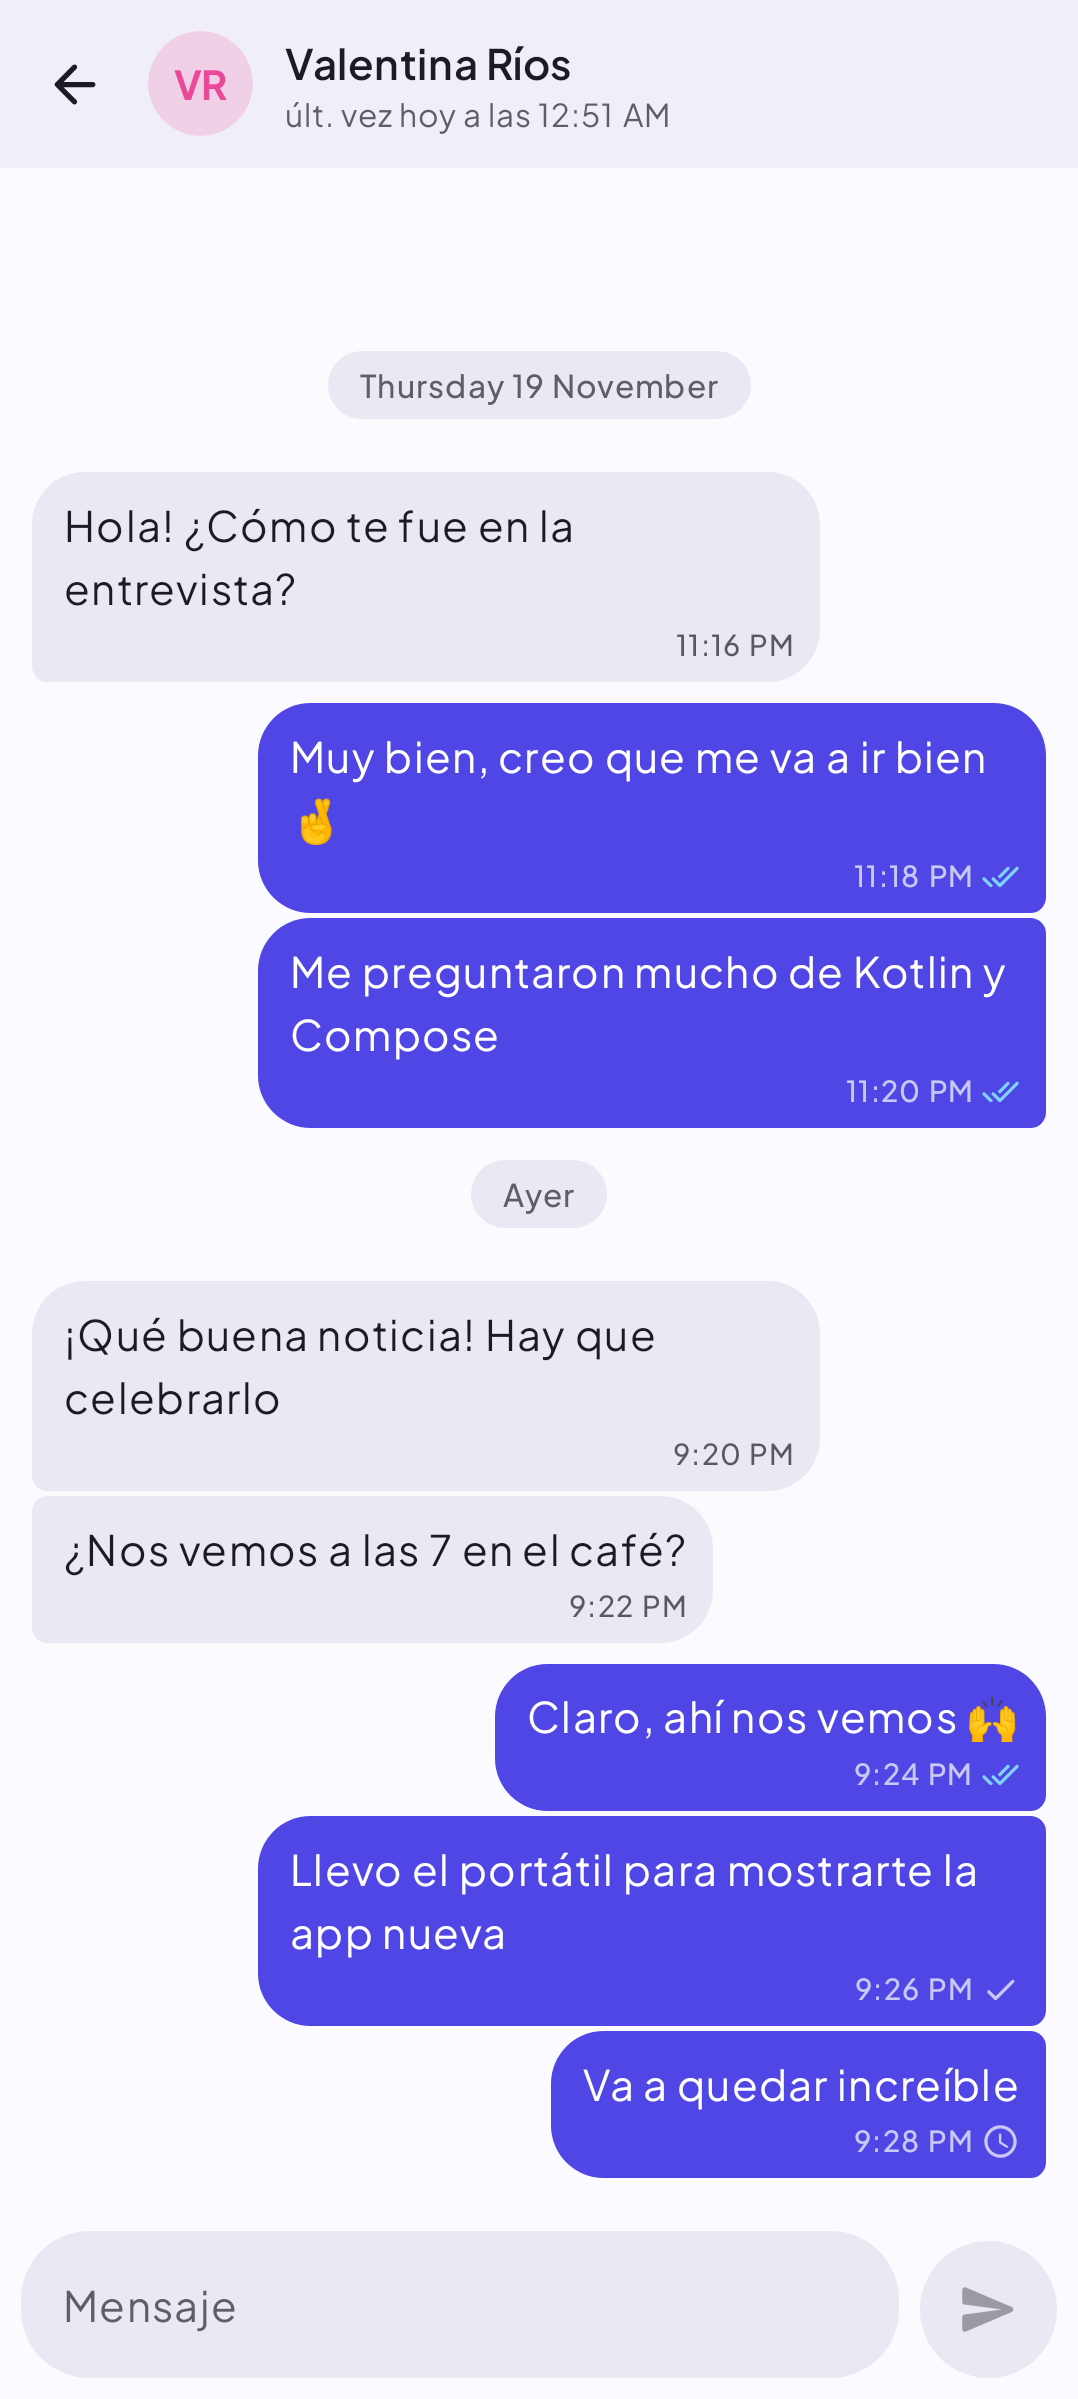 VR
Valentina Ríos
últ. vez hoy a las 12:51 AM
Thursday 19 November
Hola! ¿Cómo te fue en la
entrevista?
11:16 PM
Muy bien, creo que me va a ir bien
🤞
11:18 PM
Me preguntaron mucho de Kotlin y
Compose
11:20 PM
Ayer
¡Qué buena noticia! Hay que
celebrarlo
9:20 PM
¿Nos vemos a las 7 en el café?
9:22 PM
Claro, ahí nos vemos 🙌
9:24 PM
Llevo el portátil para mostrarte la
app nueva
9:26 PM
Va a quedar increíble
9:28 PM
Mensaje